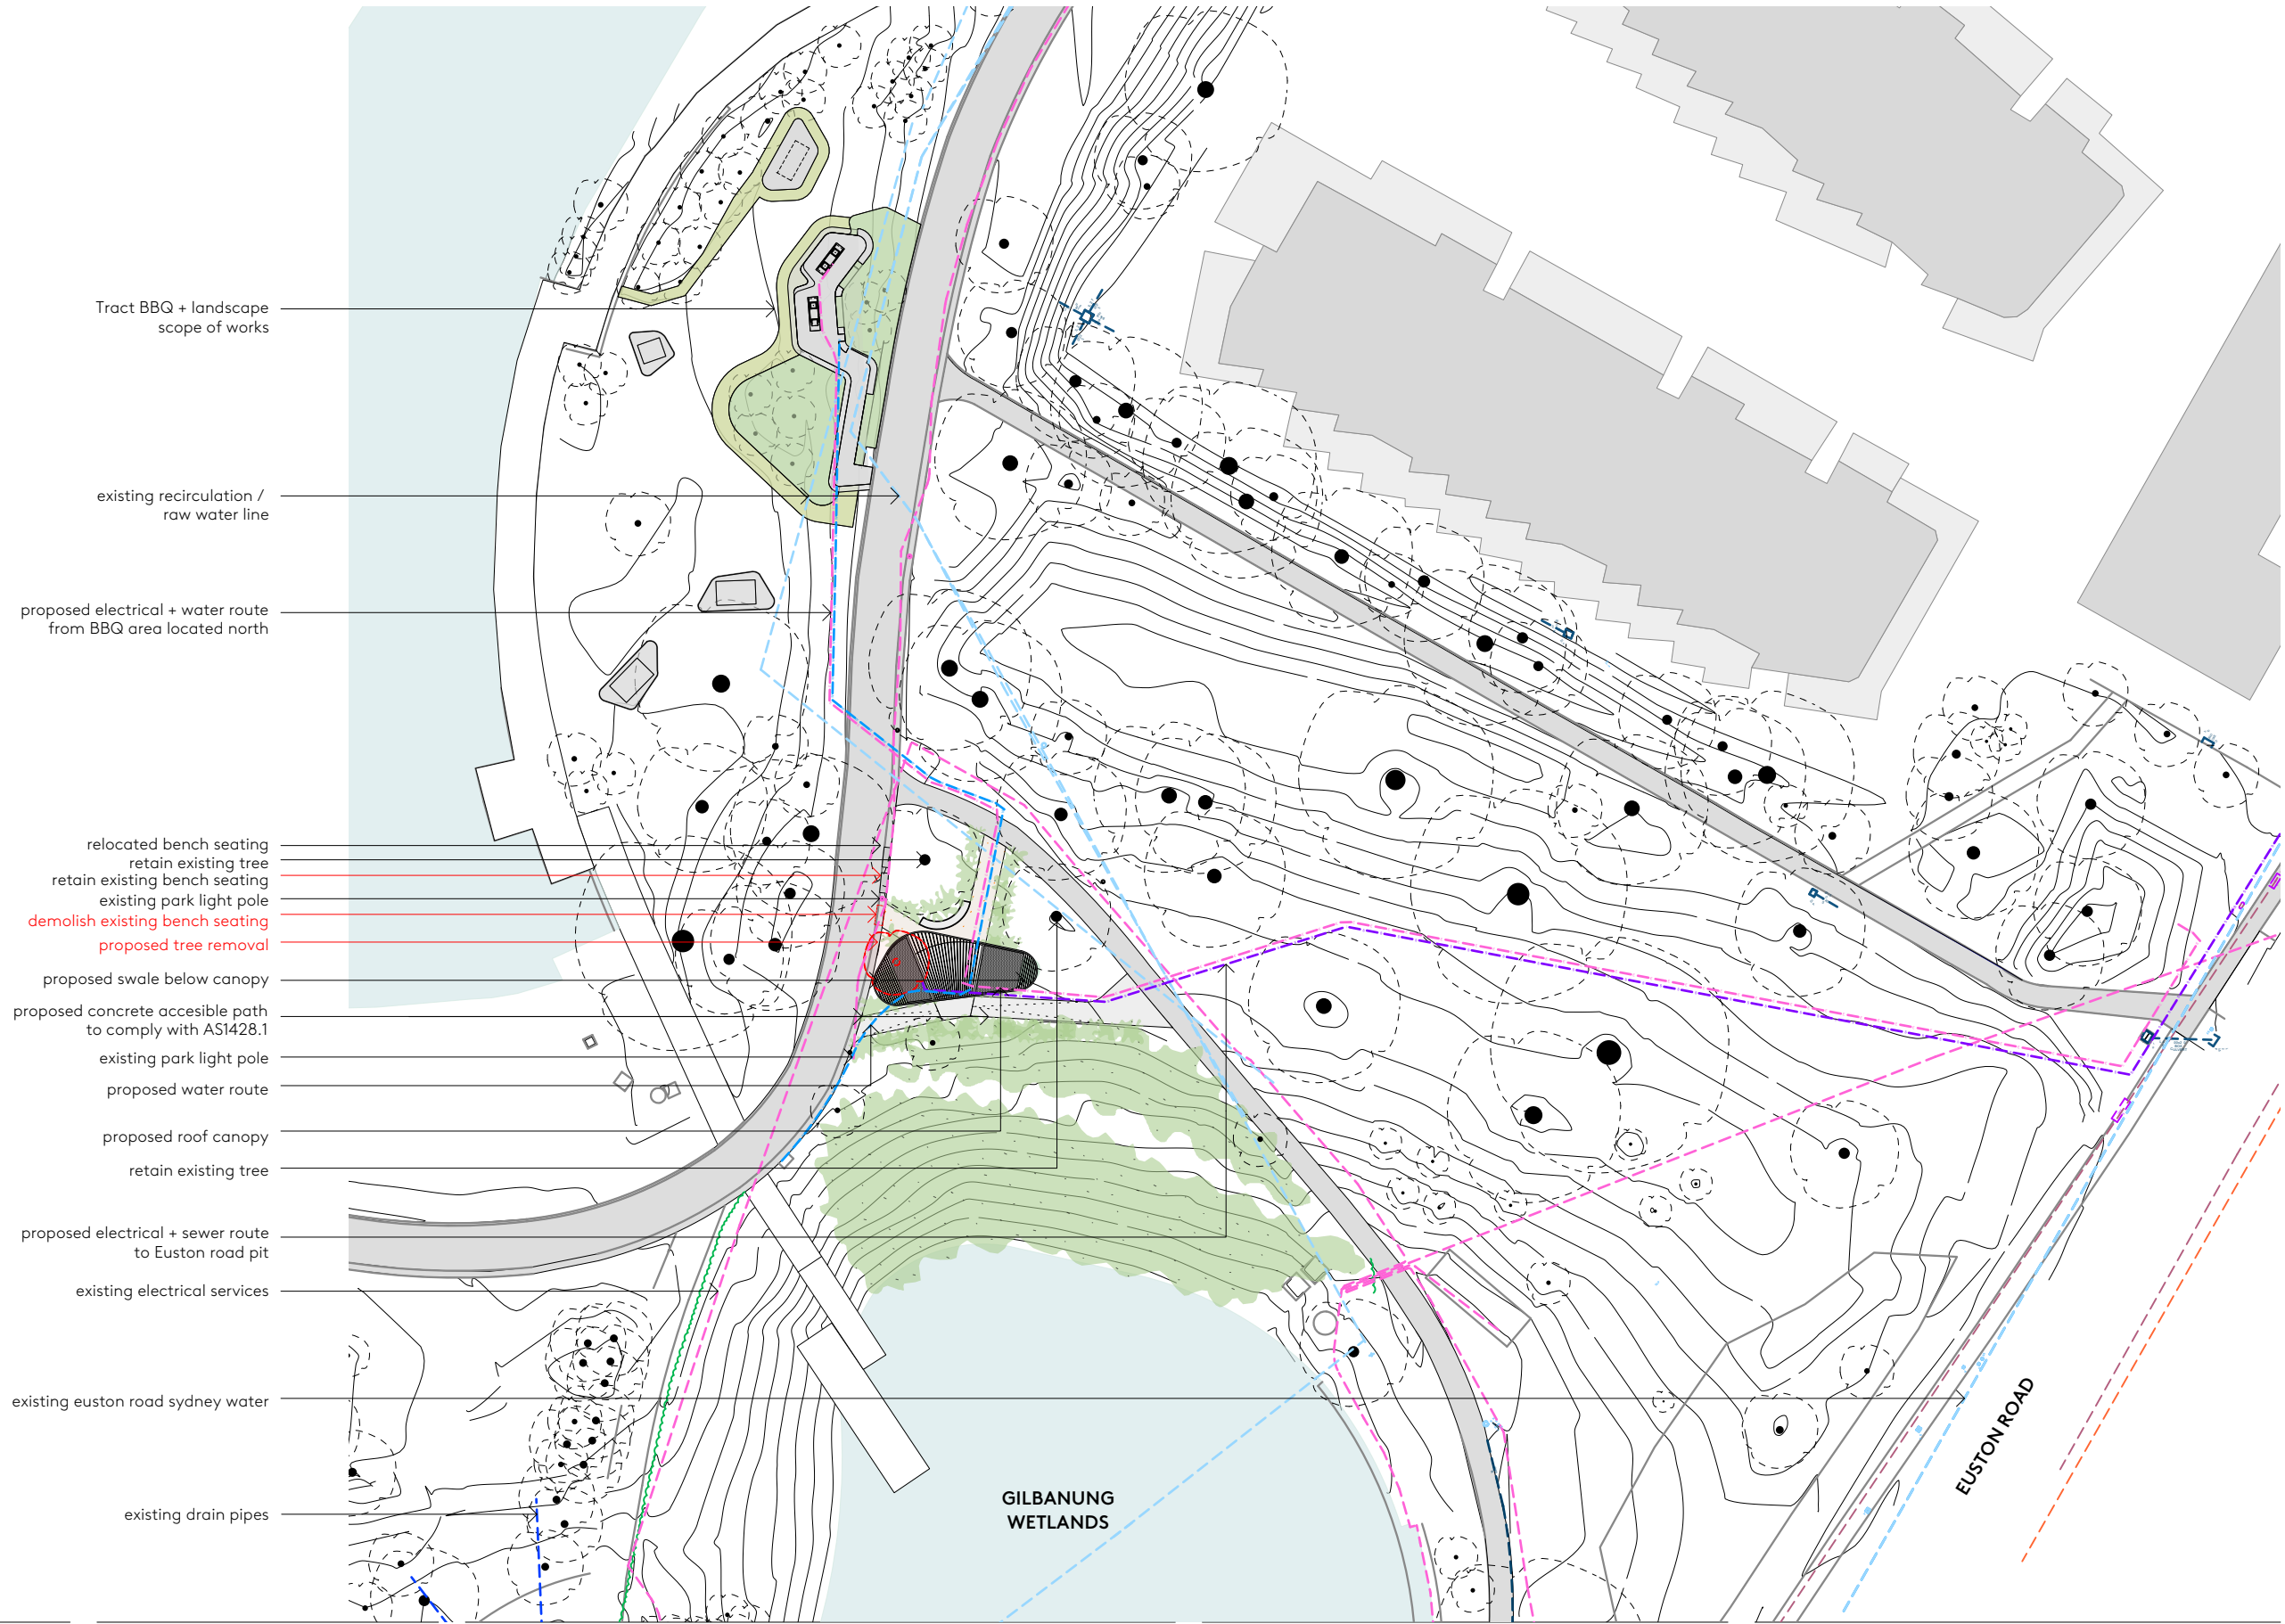 Tract BBQ + landscape
scope of works
existing recirculation /
raw water line
proposed electrical + water route
from BBQ area located north
relocated bench seating
retain existing tree
retain existing bench seating
existing park light pole
demolish existing bench seating
proposed tree removal
proposed swale below canopy
proposed concrete accesible path
to comply with AS1428.1
existing park light pole
proposed water route
proposed roof canopy
retain existing tree
proposed electrical + sewer route
to Euston road pit
existing electrical services
existing euston road sydney water
existing drain pipes
GILBANUNG
WETLANDS
EUSTON ROAD